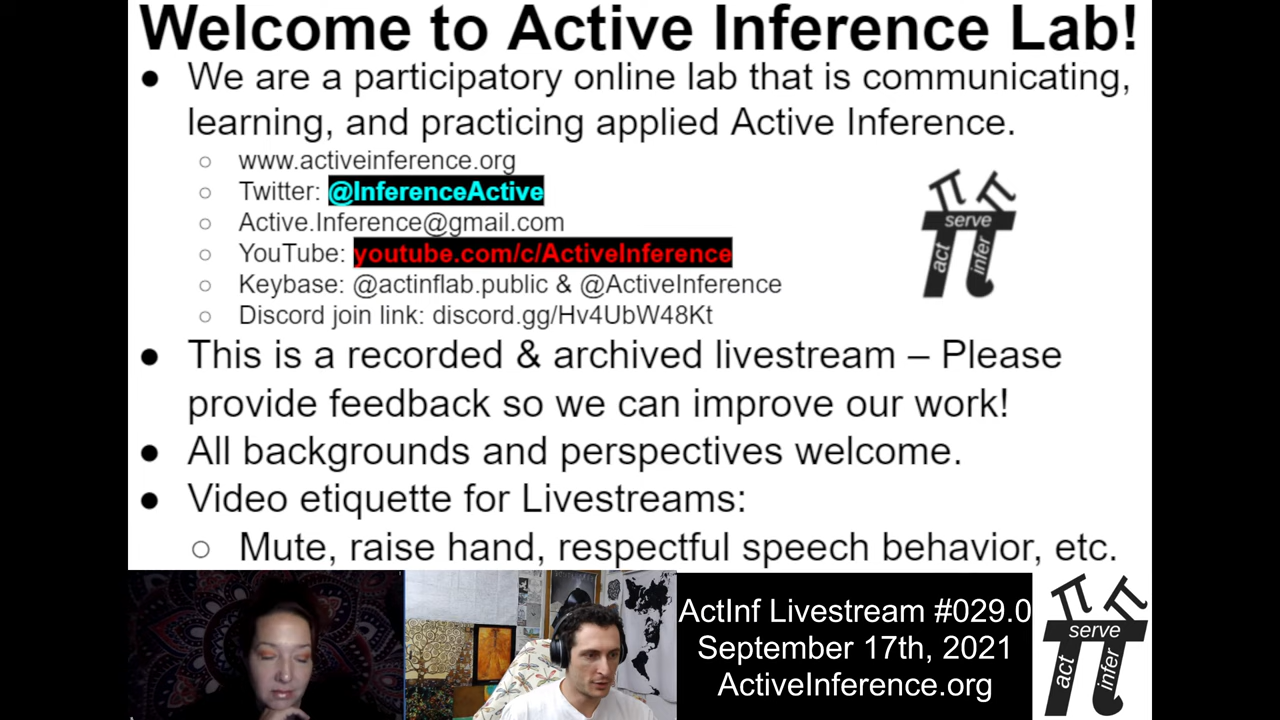 Welcome to Active Inference Lab!
● We are a participatory online lab that is communicating,
learning, and practicing applied Active Inference.
○ www.activeinference.org
○ Twitter: @InferenceActive
○ Active.Inference@gmail.com
○ YouTube: youtube.com/c/ActiveInference
○ Keybase: @actinflab.public & @ActiveInference
○ Discord join link: discord.gg/Hv4UbW48Kt
serve
act
infer
● This is a recorded & archived livestream – Please
provide feedback so we can improve our work!
● All backgrounds and perspectives welcome.
● Video etiquette for Livestreams:
○ Mute, raise hand, respectful speech behavior, etc.
ActInf Livestream #029.0
September 17th, 2021
ActiveInference.org
serve
act
infer